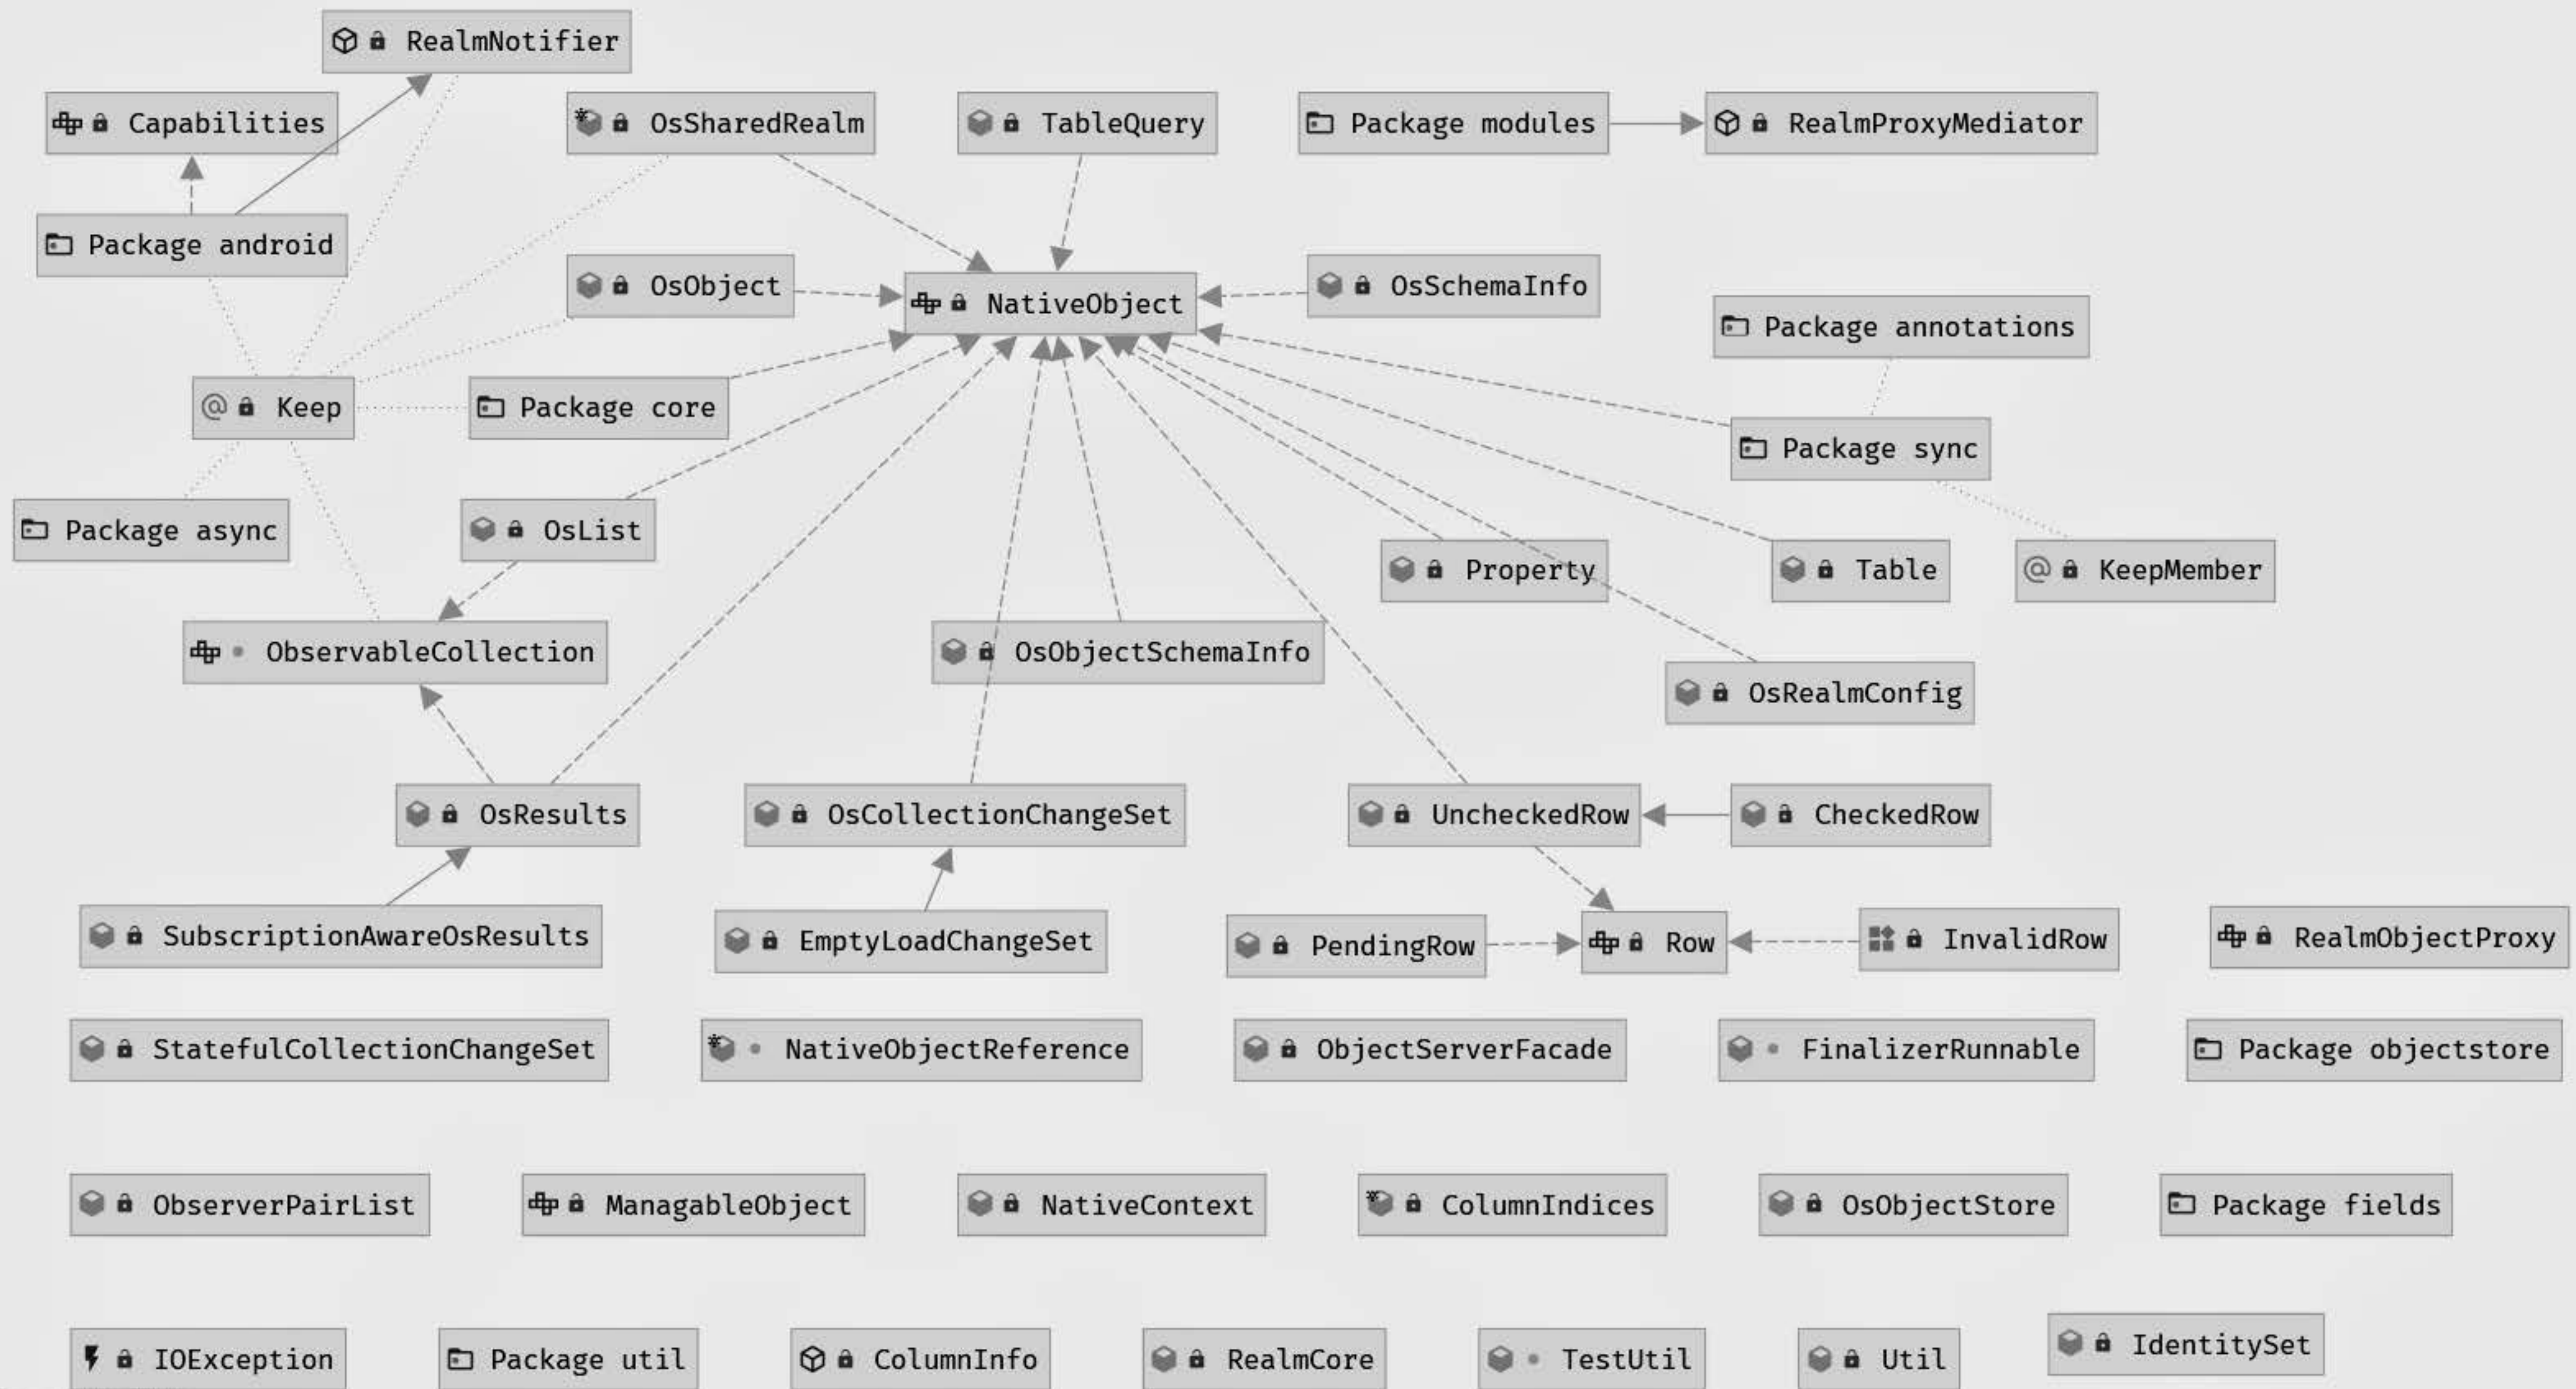 RealmNotifier
Capabilities
OsSharedRealm
TableQuery
Package modules
RealmProxyMediator
Package android
OsObject
NativeObject
OsSchemaInfo
Package annotations
@ Keep
Package core
Package sync
Package async
OsList
Property
Table
@ KeepMember
ObservableCollection
OsObjectSchemaInfo
OsRealmConfig
OsResults
OsCollectionChangeSet
UncheckedRow
CheckedRow
SubscriptionAwareOsResults
EmptyLoadChangeSet
PendingRow
Row
InvalidRow
RealmObjectProxy
StatefulCollectionChangeSet
NativeObjectReference
ObjectServerFacade
FinalizerRunnable
Package objectstore
ObserverPairList
ManagableObject
NativeContext
ColumnIndices
OsObjectStore
Package fields
IOException
Package util
ColumnInfo
RealmCore
TestUtil
Util
IdentitySet